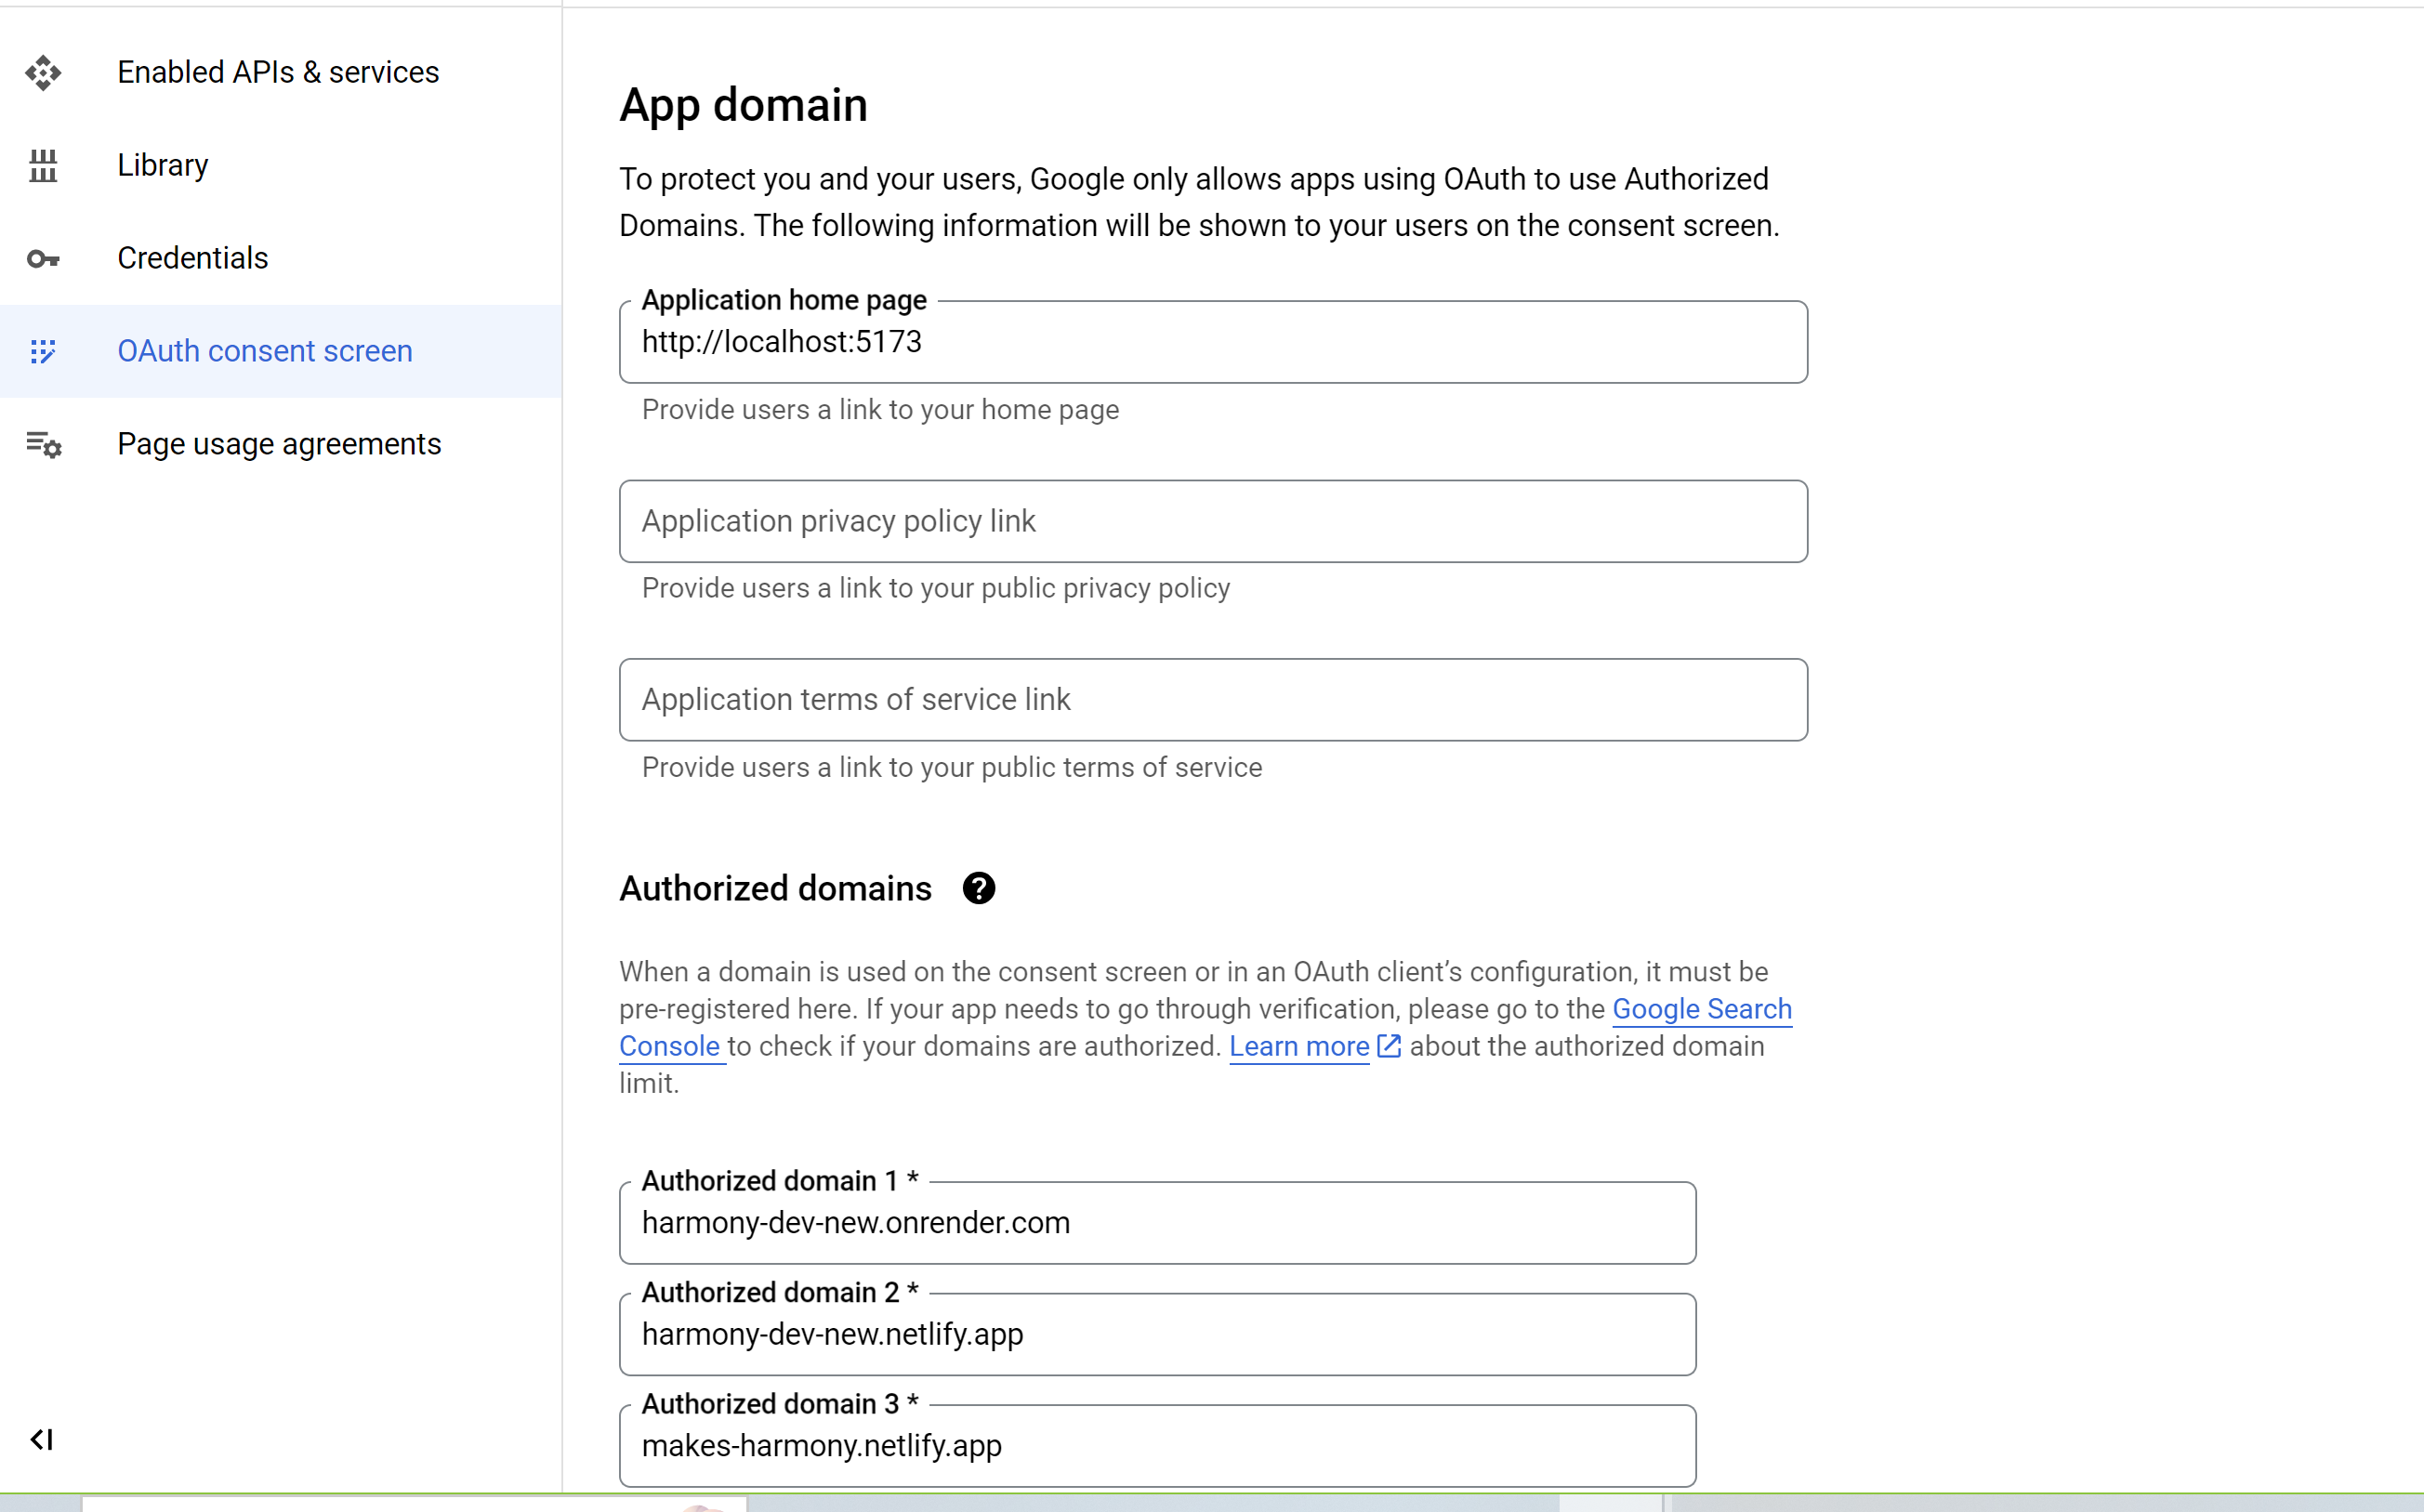 Enabled APIs & services
Library
Credentials
OAuth consent screen
Page usage agreements
App domain
To protect you and your users, Google only allows apps using OAuth to use Authorized
Domains. The following information will be shown to your users on the consent screen.
Application home page
http://localhost:5173
Provide users a link to your home page
Application privacy policy link
Provide users a link to your public privacy policy
Application terms of service link
Provide users a link to your public terms of service
Authorized domains
When a domain is used on the consent screen or in an OAuth client’s configuration, it must be
pre-registered here. If your app needs to go through verification, please go to the Google Search
Console to check if your domains are authorized. Learn more about the authorized domain
limit.
Authorized domain 1 *
harmony-dev-new.onrender.com
Authorized domain 2 *
harmony-dev-new.netlify.app
Authorized domain 3 *
makes-harmony.netlify.app